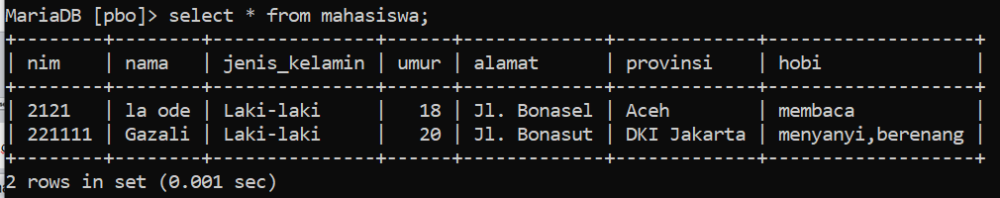 MariaDB [pbo]> select * from mahasiswa;
+--------+--------+---------------+------+-------------+-------------+-------------------+
| nim    | nama   | jenis_kelamin | umur | alamat      | provinsi    | hobi              |
+--------+--------+---------------+------+-------------+-------------+-------------------+
| 2121   | la ode | Laki-laki     |   18 | Jl. Bonasel | Aceh        | membaca           |
| 221111 | Gazali | Laki-laki     |   20 | Jl. Bonasut | DKI Jakarta | menyanyi,berenang |
+--------+--------+---------------+------+-------------+-------------+-------------------+
2 rows in set (0.001 sec)